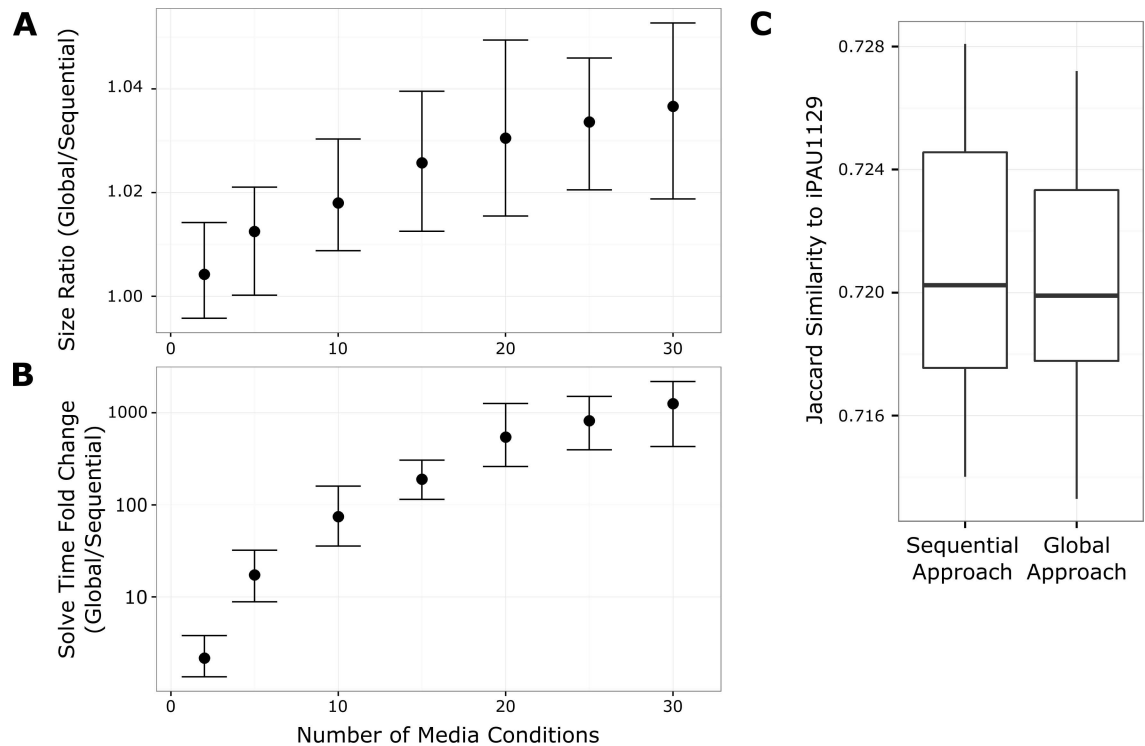 A
Size Ratio (Global/Sequential)
1.04
1.02
1.00
0
10
20
30
B
Solve Time Fold Change
(Global/Sequential)
1000
100
10
0
10
20
30
Number of Media Conditions
C
Jaccard Similarity to iPAU1129
0.728
0.724
0.720
0.716
Sequential
Approach
Global
Approach